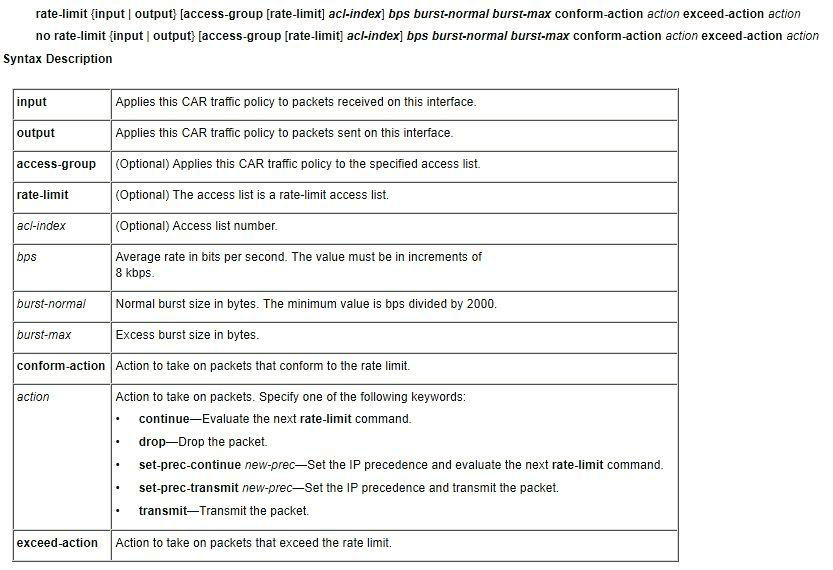 rate-limit {input | output} [access-group [rate-limit] acl-index] bps burst-normal burst-max conform-action action exceed-action action
no rate-limit {input | output} [access-group [rate-limit] acl-index] bps burst-normal burst-max conform-action action exceed-action action
Syntax Description
input Applies this CAR traffic policy to packets received on this interface.
output Applies this CAR traffic policy to packets sent on this interface.
access-group (Optional) Applies this CAR traffic policy to the specified access list.
rate-limit (Optional) The access list is a rate-limit access list.
acl-index (Optional) Access list number.
bps Average rate in bits per second. The value must be in increments of
8 kbps.
burst-normal Normal burst size in bytes. The minimum value is bps divided by 2000.
burst-max Excess burst size in bytes.
conform-action Action to take on packets that conform to the rate limit.
action Action to take on packets. Specify one of the following keywords:
• continue—Evaluate the next rate-limit command.
• drop—Drop the packet.
• set-prec-continue new-prec—Set the IP precedence and evaluate the next rate-limit command.
• set-prec-transmit new-prec—Set the IP precedence and transmit the packet.
• transmit—Transmit the packet.
exceed-action Action to take on packets that exceed the rate limit.